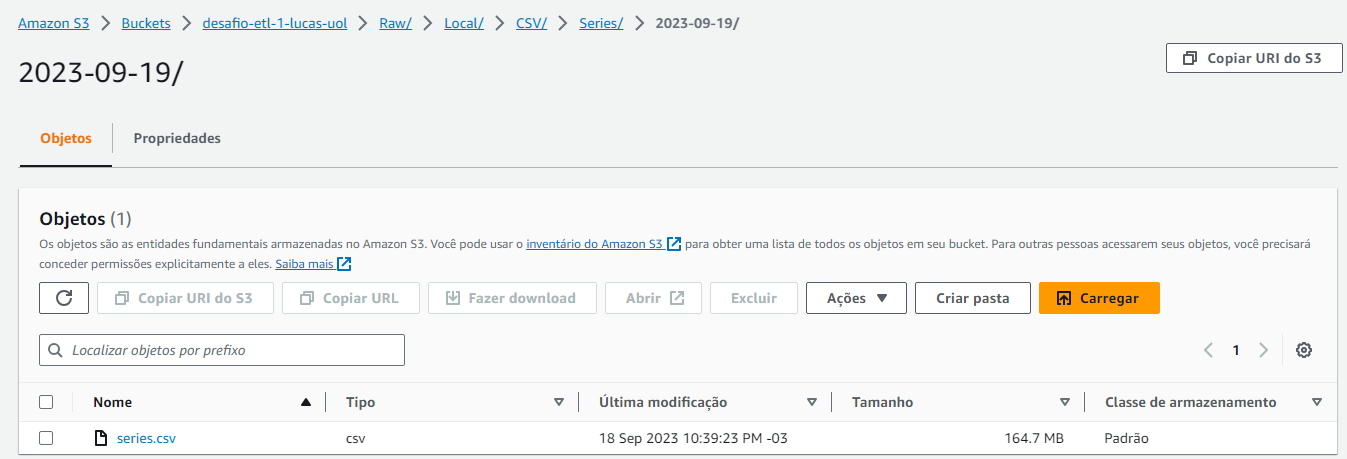 Amazon S3 > Buckets > desafio-etl-1-lucas-uol > Raw/ > Local/ > CSV/ > Series/ > 2023-09-19/
2023-09-19/
Copiar URI do S3
Objetos Propriedades
Objetos (1)
Os objetos são as entidades fundamentais armazenadas no Amazon S3. Você pode usar o inventário do Amazon S3 para obter uma lista de todos os objetos em seu bucket. Para outras pessoas acessarem seus objetos, você precisará
conceder permissões explicitamente a eles. Saiba mais
Copiar URI do S3 Copiar URL Fazer download Abrir Excluir Ações Criar pasta Carregar
Localizar objetos por prefixo 1
Nome Tipo Última modificação Tamanho Classe de armazenamento
series.csv csv 18 Sep 2023 10:39:23 PM -03 164.7 MB Padrão